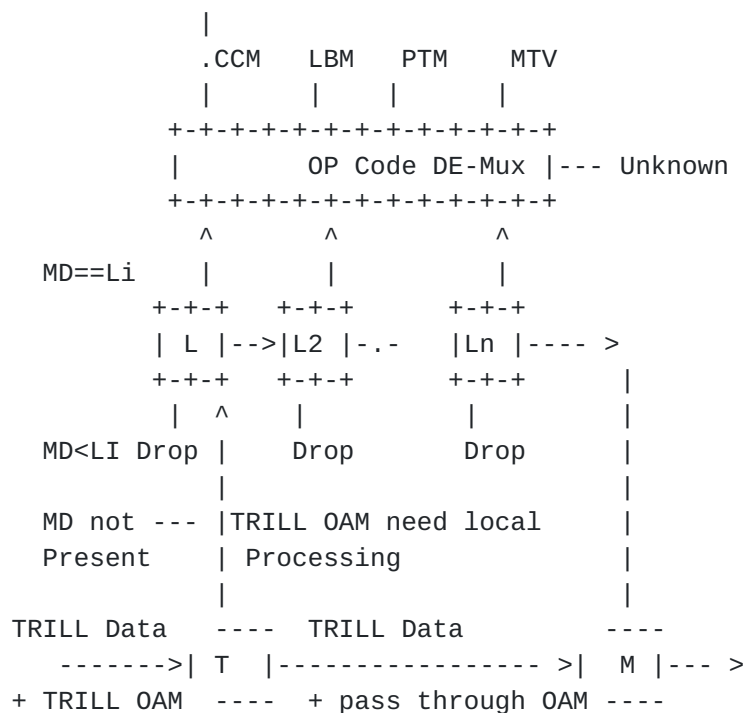 |
.CCM   LBM   PTM     MTV
|      |    |      |
+-+-+-+-+-+-+-+-+-+-+-+-+
|        OP Code DE-Mux |--- Unknown
+-+-+-+-+-+-+-+-+-+-+-+-+
^       ^          ^
MD==Li    |       |          |
+-+-+   +-+-+      +-+-+
| L |-->|L2 |-.-   |Ln |---- >
+-+-+   +-+-+      +-+-+      |
|  ^    |          |         |
MD<LI Drop |    Drop       Drop      |
|                         |
MD not --- |TRILL OAM need local     |
Present    | Processing              |
|                         |
TRILL Data   ----  TRILL Data         ----
------->| T  |----------------- >|  M |--- >
+ TRILL OAM  ----  + pass through OAM ----